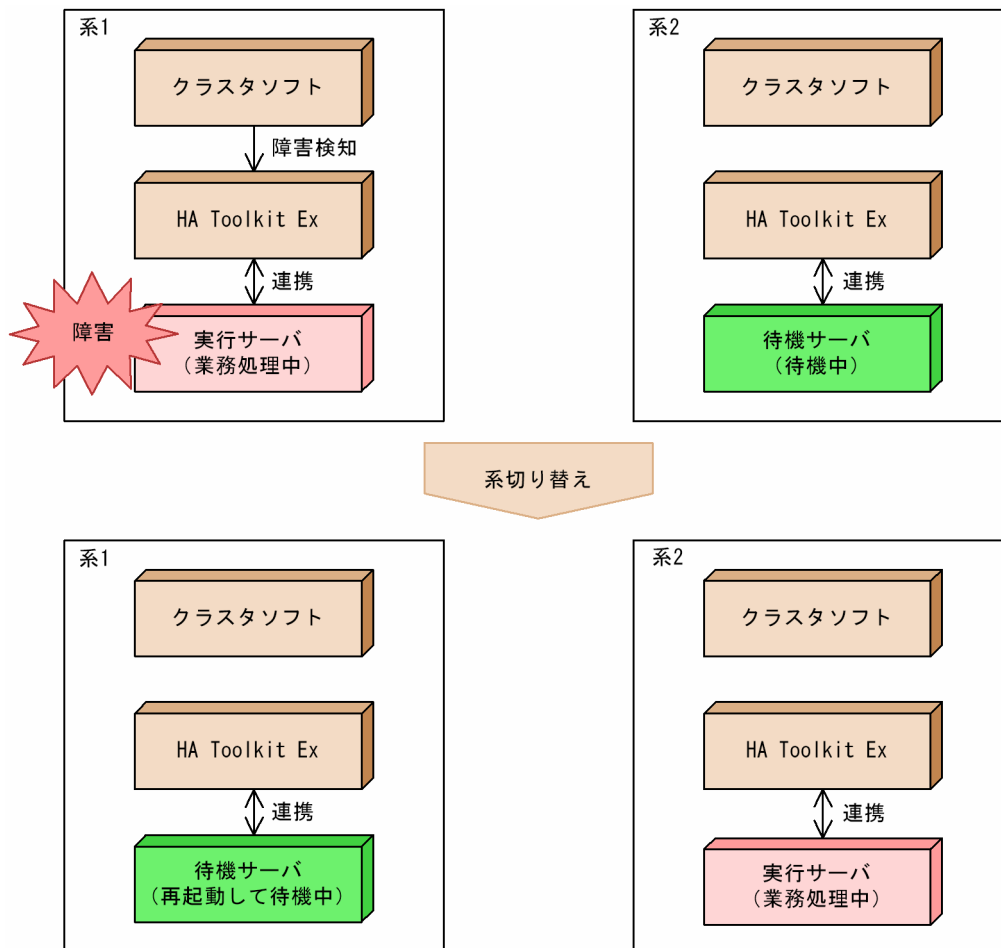 系1
クラスタソフト
障害検知
HA Toolkit Ex
連携
障害
実行サーバ
(業務処理中)
系2
クラスタソフト
HA Toolkit Ex
連携
待機サーバ
(待機中)
系切り替え
系1
クラスタソフト
HA Toolkit Ex
連携
待機サーバ
(再起動して待機中)
系2
クラスタソフト
HA Toolkit Ex
連携
実行サーバ
(業務処理中)